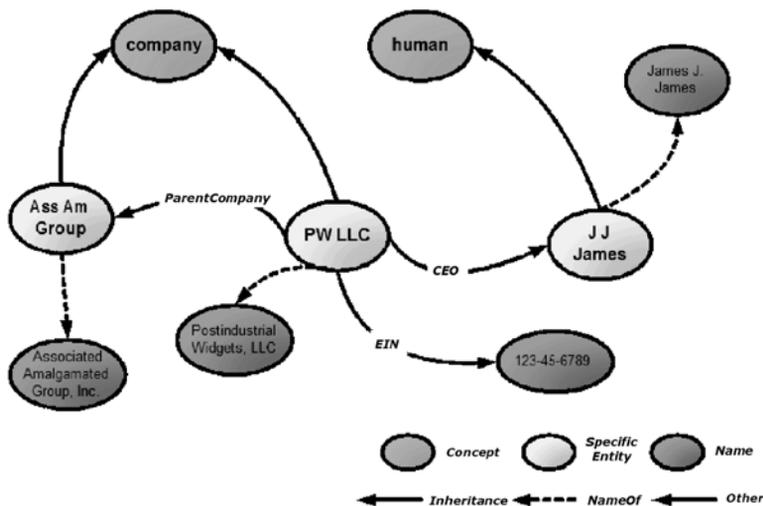 company
human
James J.
James
Ass Am
Group
ParentCompany
PW LLC
J J
James
CEO
Postindustrial
Widgets, LLC
EIN
Associated
Amalgamated
Group, Inc.
123-45-6789
Concept
Specific
Entity
Name
Inheritance
NameOf
Other